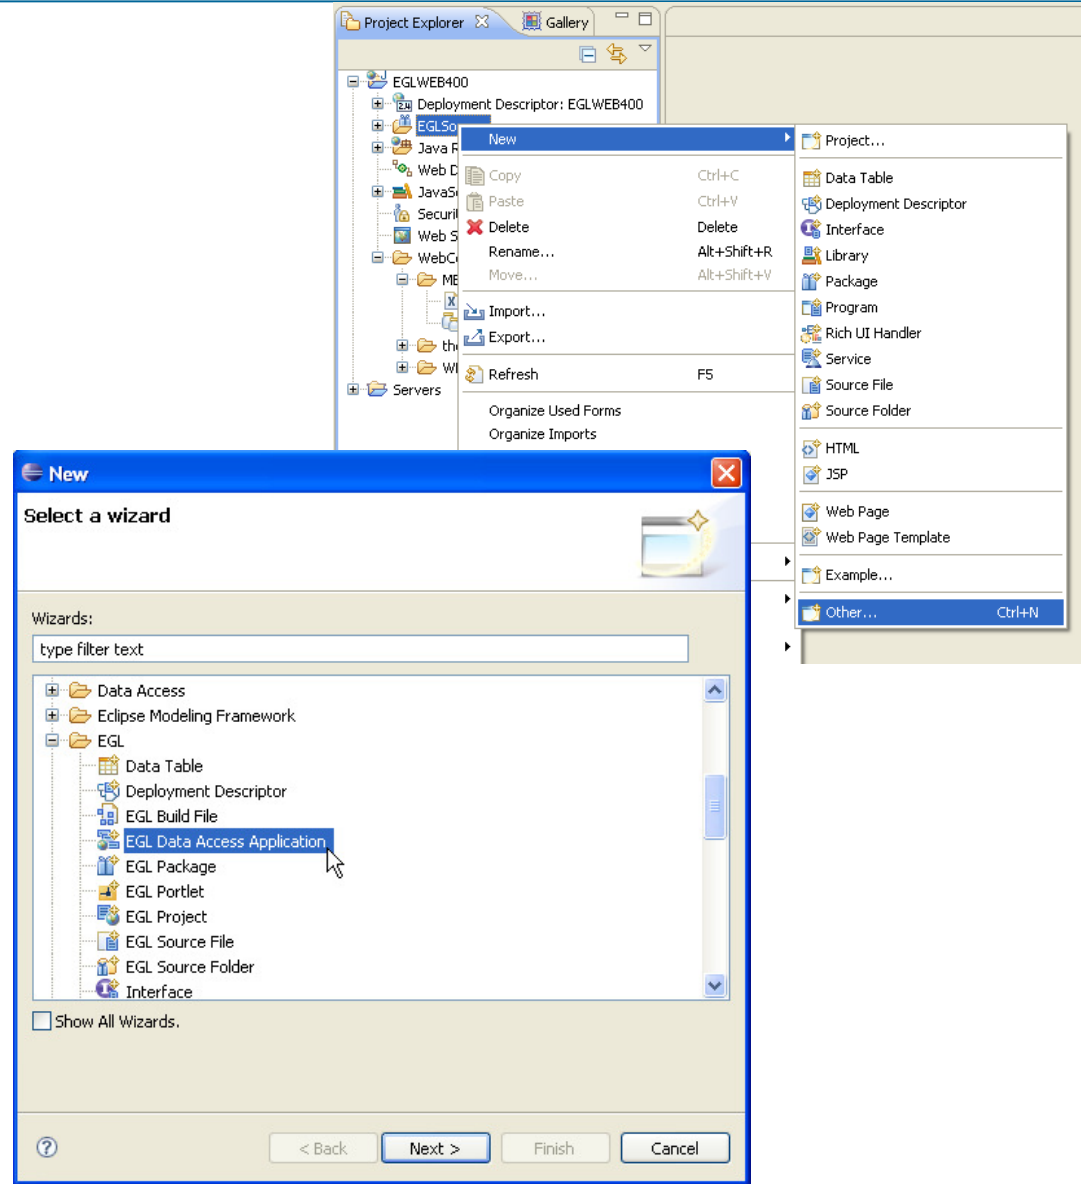 Project Explorer
Gallery
EGLWEB400
Deployment Descriptor: EGLWEB400
EGLSo
Java R
Web D
JavaS
Securi
Web S
WebC
ME
the
WE
Servers
New
Copy Ctrl+C
Paste Ctrl+V
Delete Delete
Rename... Alt+Shift+R
Move... Alt+Shift+V
Import...
Export...
Refresh F5
Organize Used Forms
Organize Imports
Project...
Data Table
Deployment Descriptor
Interface
Library
Package
Program
Rich UI Handler
Service
Source File
Source Folder
HTML
JSP
Web Page
Web Page Template
Example...
Other... Ctrl+N
New
Select a wizard
Wizards:
type filter text
Data Access
Eclipse Modeling Framework
EGL
Data Table
Deployment Descriptor
EGL Build File
EGL Data Access Application
EGL Package
EGL Portlet
EGL Project
EGL Source File
EGL Source Folder
Interface
Show All Wizards.
< Back
Next >
Finish
Cancel